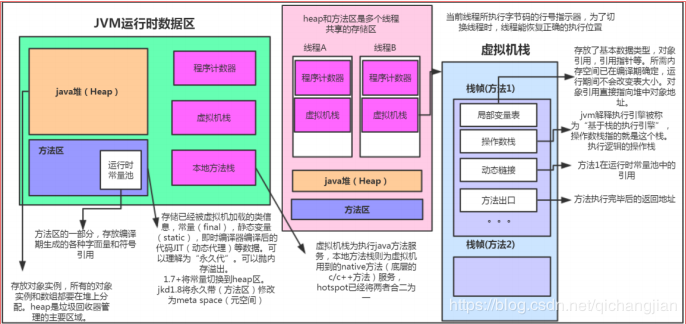 JVM运行时数据区
java堆（Heap）
程序计数器
虚拟机栈
本地方法栈
方法区
运行时
常量池
方法区的一部分，存放编译
期生成的各种字面量和符号
引用
存放对象实例，所有的对象
实例和数组都要在堆上分
配。heap是垃圾回收器管
理的主要区域。
存储已经被虚拟机加载的类信
息，常量（final），静态变量
（static），即时编译器编译后的
代码JIT（动态代理）等数据。可
以理解为“永久代”。可以抛内
存溢出。
1.7+将常量切换到heap区。
jkd1.8将永久带（方法区）修改
为meta space（元空间）
heap和方法区是多个线程
共享的存储区
线程A
线程B
程序计数器
程序计数器
虚拟机栈
虚拟机栈
java堆（Heap）
方法区
虚拟机栈为执行java方法服
务，本地方法栈则为虚拟机
用到的native方法（底层的
c/c++方法）服务，
hotspot已经将两者合二为
一
当前线程所执行字节码的行号指示器，为了切
换线程时，线程能恢复正确的执行位置
虚拟机栈
栈帧(方法1)
局部变量表
操作数栈
动态链接
方法出口
。。。
栈帧(方法2)
存放了基本数据类型，对象
引用，引用指针等。所需内
存空间已在编译期确定，运
行期间不会改变表大小。对
象引用直接指向堆中对象地
址。
jvm解释执行引擎被称
为“基于栈的执行引擎”，
操作数栈指的就是这个栈。
执行逻辑的操作栈
方法1在运行时常量池中的
引用
方法执行完毕后的返回地址
https://blog.csdn.net/qichangjian